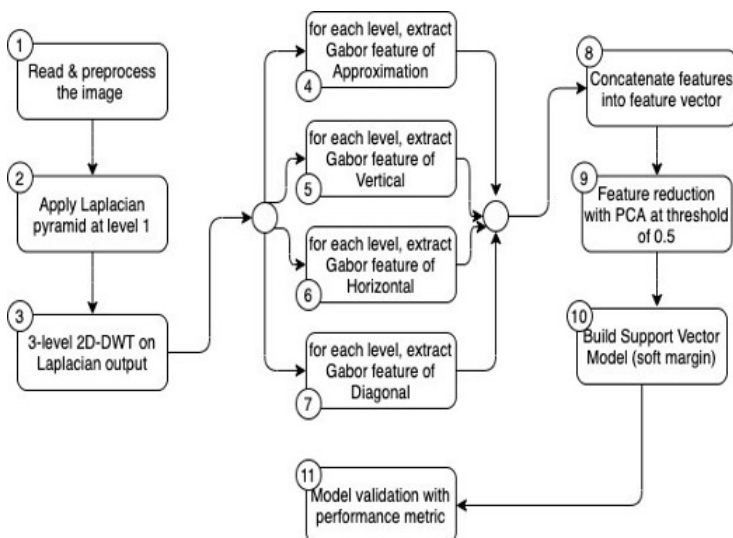 1
Read & preprocess
the image
2
Apply Laplacian
pyramid at level 1
3
3-level 2D-DWT on
Laplacian output
for each level, extract
Gabor feature of
Approximation
4
for each level, extract
Gabor feature of
Vertical
5
for each level, extract
Gabor feature of
Horizontal
6
for each level, extract
Gabor feature of
Diagonal
7
8
Concatenate features
into feature vector
9
Feature reduction
with PCA at threshold
of 0.5
10
Build Support Vector
Model (soft margin)
11
Model validation with
performance metric